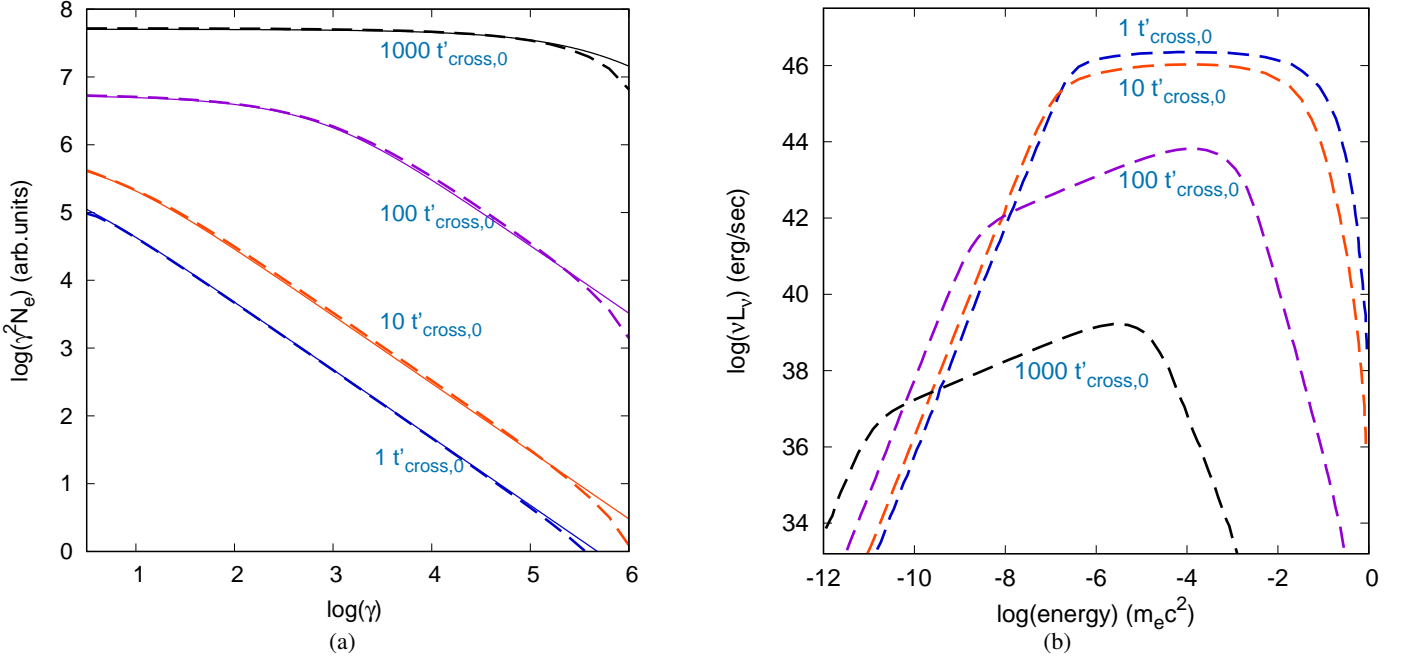 8
7
6
5
4
3
2
1
0
log(γ²Nₑ) (arb.units)
1000 t'cross,0
100 t'cross,0
10 t'cross,0
1 t'cross,0
1 2 3 4 5 6
log(γ)
(a)
46
44
42
40
38
36
34
log(νLν) (erg/sec)
1 t'cross,0
10 t'cross,0
100 t'cross,0
1000 t'cross,0
-12 -10 -8 -6 -4 -2 0
log(energy) (mₑc²)
(b)